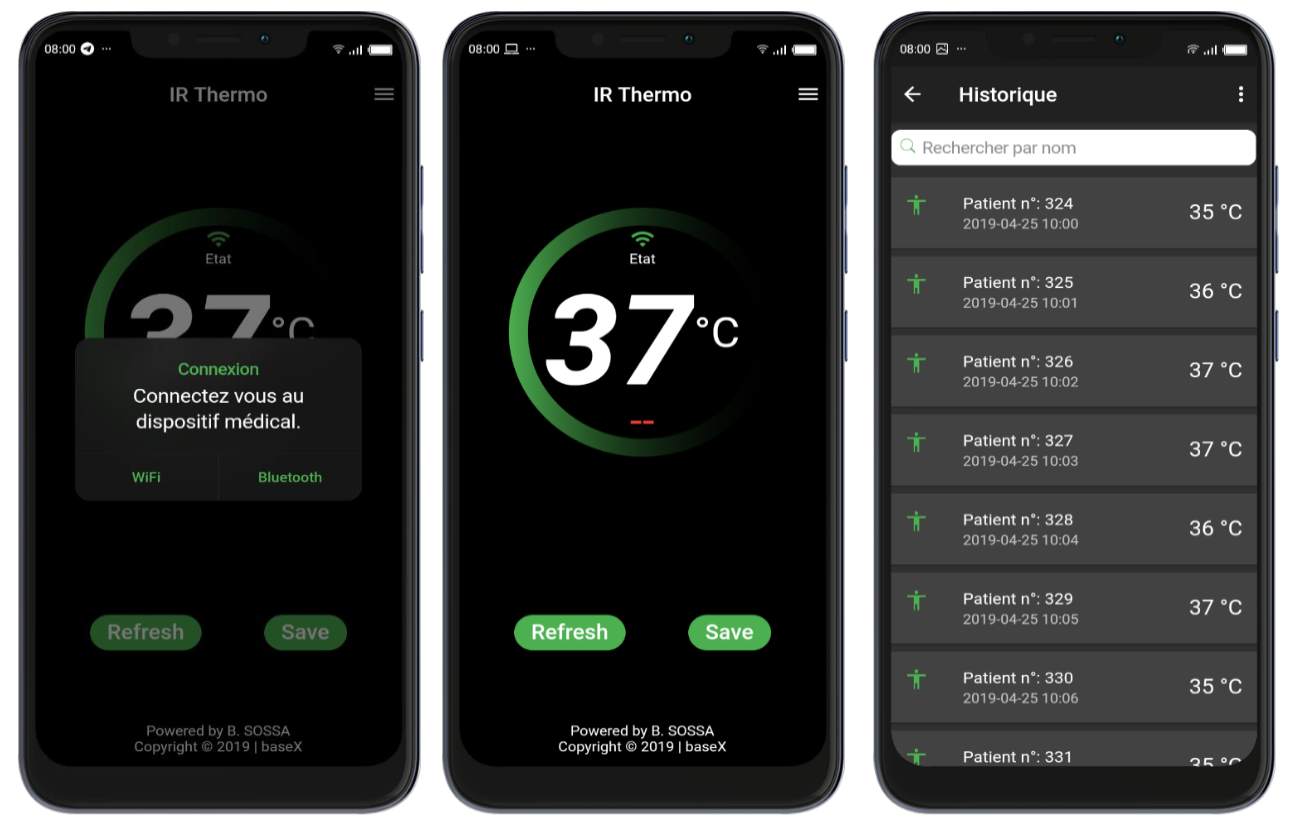 08:00 ...
IR Thermo
Etat
37 °C
Connexion
Connectez vous au
dispositif médical.
WiFi
Bluetooth
Refresh
Save
Powered by B. SOSSA
Copyright © 2019 | baseX
08:00 ...
IR Thermo
Etat
37 °C
--
Refresh
Save
Powered by B. SOSSA
Copyright © 2019 | baseX
08:00 ...
Historique
Rechercher par nom
Patient n°: 324
2019-04-25 10:00
35 °C
Patient n°: 325
2019-04-25 10:01
36 °C
Patient n°: 326
2019-04-25 10:02
37 °C
Patient n°: 327
2019-04-25 10:03
37 °C
Patient n°: 328
2019-04-25 10:04
36 °C
Patient n°: 329
2019-04-25 10:05
37 °C
Patient n°: 330
2019-04-25 10:06
35 °C
Patient n°: 331
35 °C